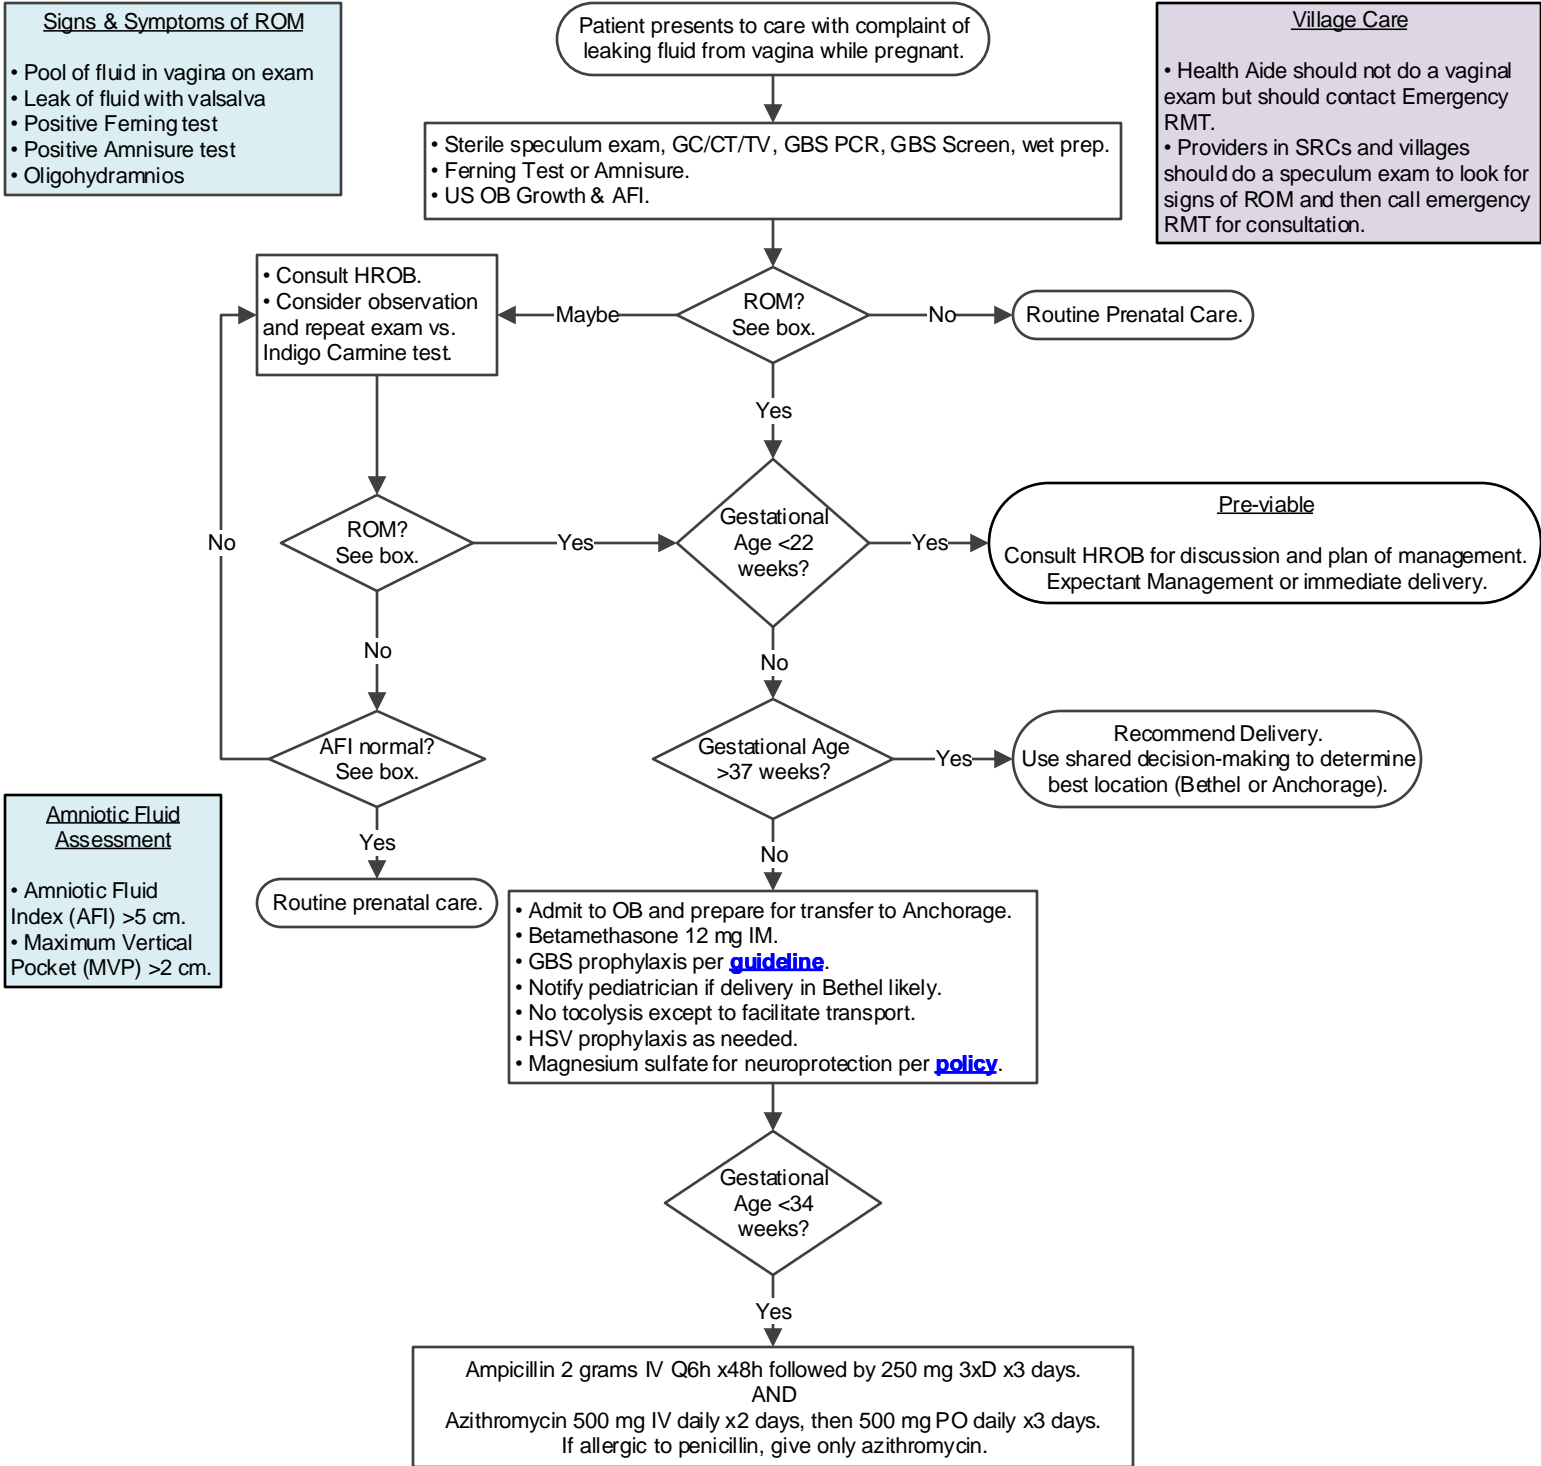 Signs & Symptoms of ROM
• Pool of fluid in vagina on exam
• Leak of fluid with valsalva
• Positive Ferning test
• Positive Amnisure test
• Oligohydramnios
Patient presents to care with complaint of
leaking fluid from vagina while pregnant.
Village Care
• Health Aide should not do a vaginal
exam but should contact Emergency
RMT.
• Providers in SRCs and villages
should do a speculum exam to look for
signs of ROM and then call emergency
RMT for consultation.
• Sterile speculum exam, GC/CT/TV, GBS PCR, GBS Screen, wet prep.
• Ferning Test or Amnisure.
• US OB Growth & AFI.
• Consult HROB.
• Consider observation
and repeat exam vs.
Indigo Carmine test.
Maybe
ROM?
See box.
No
Routine Prenatal Care.
Yes
No
ROM?
See box.
Yes
Gestational
Age <22
weeks?
Yes
Pre-viable
Consult HROB for discussion and plan of management.
Expectant Management or immediate delivery.
No
No
AFI normal?
See box.
Gestational Age
>37 weeks?
Yes
Recommend Delivery.
Use shared decision-making to determine
best location (Bethel or Anchorage).
Amniotic Fluid
Assessment
• Amniotic Fluid
Index (AFI) >5 cm.
• Maximum Vertical
Pocket (MVP) >2 cm.
Yes
Routine prenatal care.
No
• Admit to OB and prepare for transfer to Anchorage.
• Betamethasone 12 mg IM.
• GBS prophylaxis per guideline.
• Notify pediatrician if delivery in Bethel likely.
• No tocolysis except to facilitate transport.
• HSV prophylaxis as needed.
• Magnesium sulfate for neuroprotection per policy.
Gestational
Age <34
weeks?
Yes
Ampicillin 2 grams IV Q6h x48h followed by 250 mg 3xD x3 days.
AND
Azithromycin 500 mg IV daily x2 days, then 500 mg PO daily x3 days.
If allergic to penicillin, give only azithromycin.